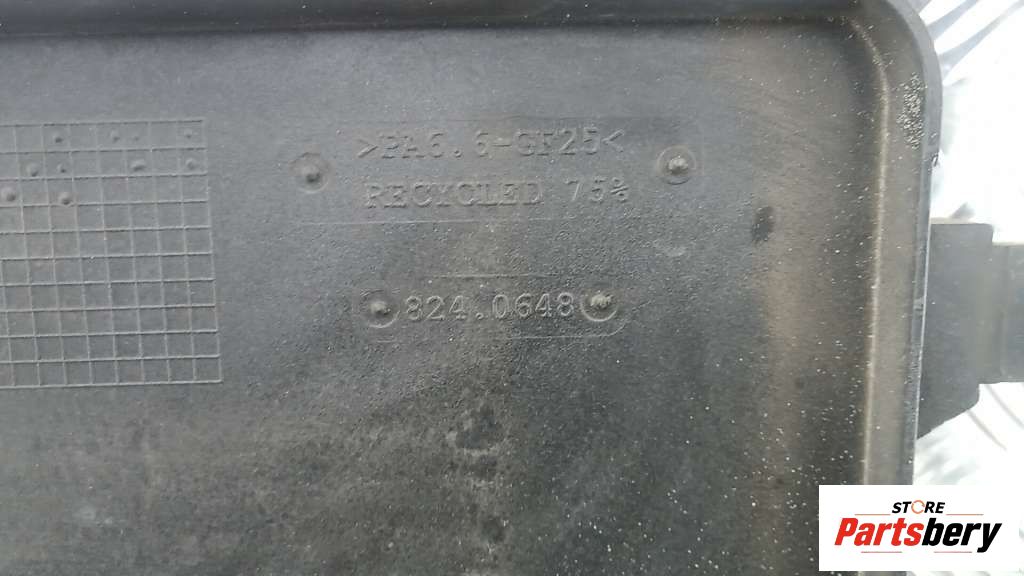 >PA6.6-GF25<
RECYCLED 75%
824.0648
STORE
Partsbery